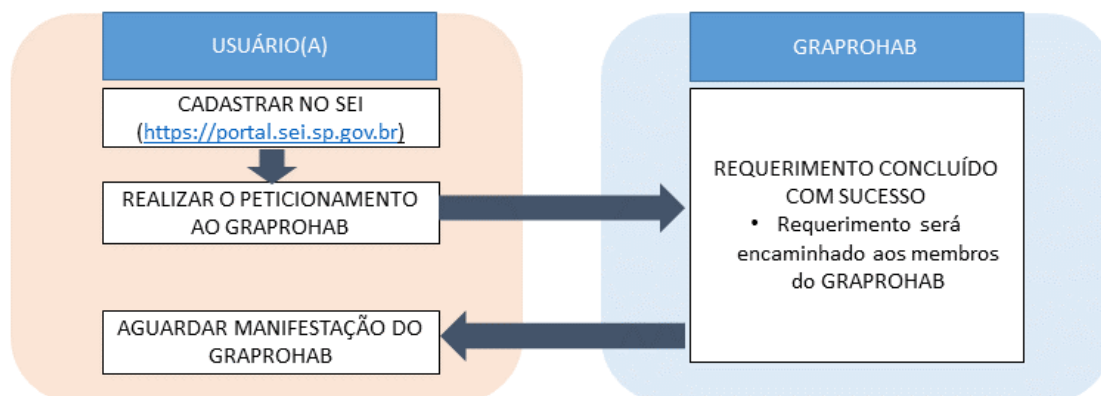 USUÁRIO(A)
CADASTRAR NO SEI
(https://portal.sei.sp.gov.br)
REALIZAR O PETICIONAMENTO
AO GRAPROHAB
AGUARDAR MANIFESTAÇÃO DO
GRAPROHAB
GRAPROHAB
REQUERIMENTO CONCLUÍDO
COM SUCESSO
• Requerimento será
encaminhado aos membros
do GRAPROHAB